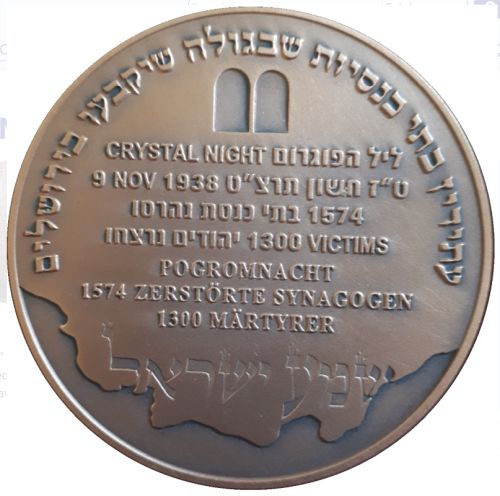 עתידין בתי כנסיות שבגולה שיקבעו בירושלים
ליל הפוגרום CRYSTAL NIGHT
9 NOV 1938 ט"ז חשון תרצ"ט
1574 בתי כנסת נהרסו
1300 VICTIMS יהודים נרצחו
POGROMNACHT
1574 ZERSTÖRTE SYNAGOGEN
1300 MÄRTYRER
שמע ישראל